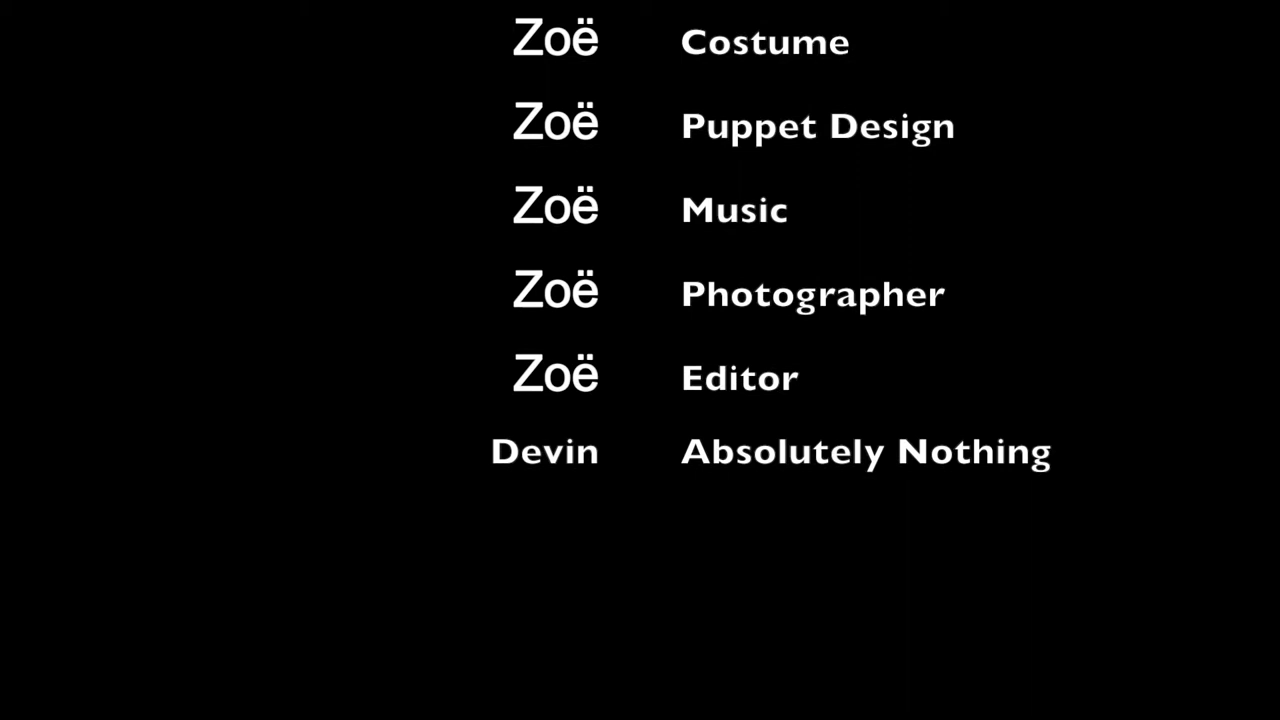 Zoë Costume
Zoë Puppet Design
Zoë Music
Zoë Photographer
Zoë Editor
Devin Absolutely Nothing